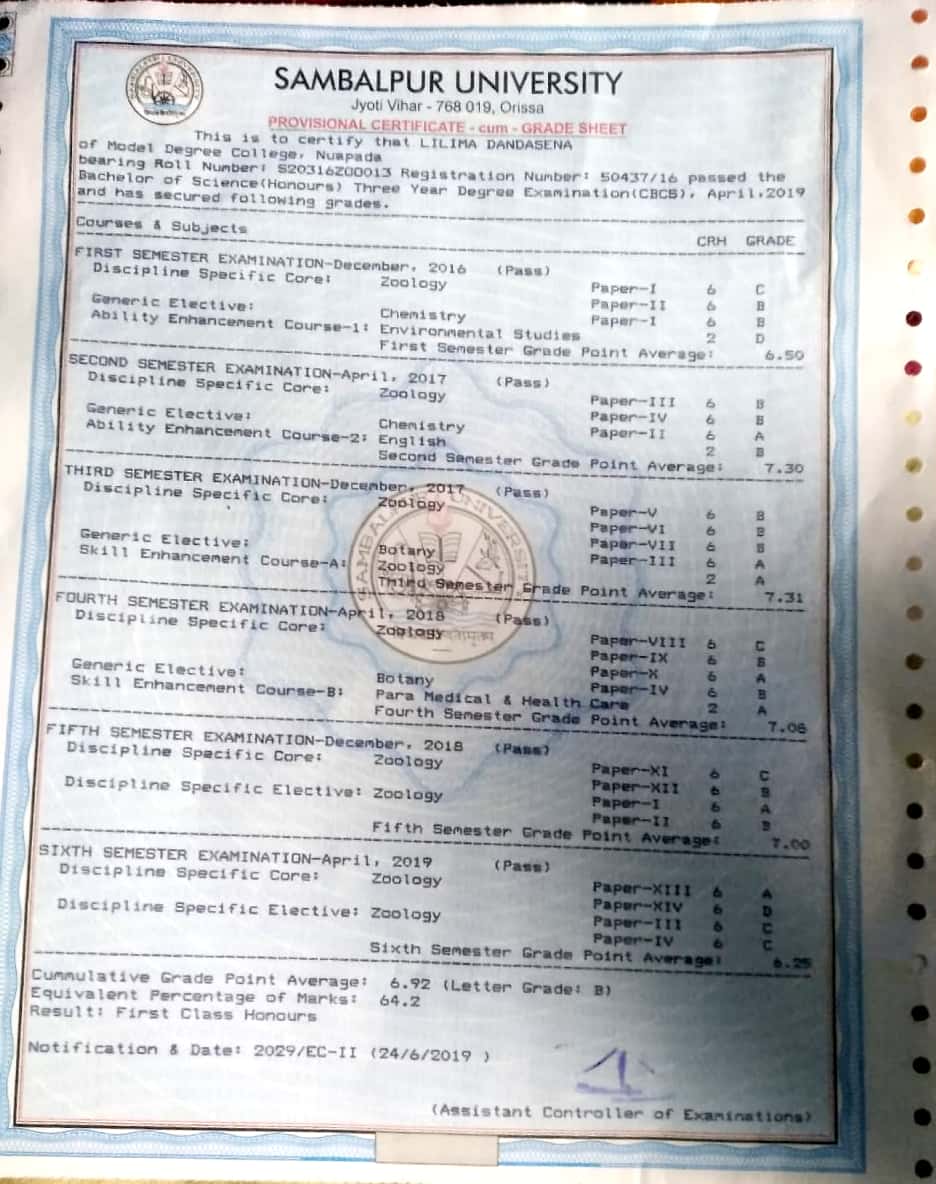 SAMBALPUR UNIVERSITY
Jyoti Vihar - 768 019, Orissa
PROVISIONAL CERTIFICATE - cum - GRADE SHEET
This is to certify that LILIMA DANDASENA
of Model Degree College, Nuapada
bearing Roll Number: S20316Z00013 Registration Number: 50437/16 passed the
Bachelor of Science(Honours) Three Year Degree Examination(CBCS), April,2019
and has secured following grades.
Courses & Subjects CRH GRADE
FIRST SEMESTER EXAMINATION-December, 2016 (Pass)
Discipline Specific Core: Zoology Paper-I 6 C
Paper-II 6 B
Generic Elective: Chemistry Paper-I 6 B
Ability Enhancement Course-1: Environmental Studies 2 D
First Semester Grade Point Average: 6.50
SECOND SEMESTER EXAMINATION-April, 2017 (Pass)
Discipline Specific Core: Zoology Paper-III 6 B
Paper-IV 6 B
Generic Elective: Chemistry Paper-II 6 A
Ability Enhancement Course-2: English 2 B
Second Semester Grade Point Average: 7.30
THIRD SEMESTER EXAMINATION-December, 2017 (Pass)
Discipline Specific Core: Zoology Paper-V 6 B
Paper-VI 6 B
Paper-VII 6 B
Generic Elective: Botany Paper-III 6 A
Skill Enhancement Course-A: Zoology 2 A
Third Semester Grade Point Average: 7.31
FOURTH SEMESTER EXAMINATION-April, 2018 (Pass)
Discipline Specific Core: Zoology Paper-VIII 6 C
Paper-IX 6 B
Paper-X 6 A
Generic Elective: Botany Paper-IV 6 B
Skill Enhancement Course-B: Para Medical & Health Care 2 A
Fourth Semester Grade Point Average: 7.08
FIFTH SEMESTER EXAMINATION-December, 2018 (Pass)
Discipline Specific Core: Zoology Paper-XI 6 C
Paper-XII 6 B
Discipline Specific Elective: Zoology Paper-I 6 A
Paper-II 6 B
Fifth Semester Grade Point Average: 7.00
SIXTH SEMESTER EXAMINATION-April, 2019 (Pass)
Discipline Specific Core: Zoology Paper-XIII 6 A
Paper-XIV 6 D
Discipline Specific Elective: Zoology Paper-III 6 C
Paper-IV 6 C
Sixth Semester Grade Point Average: 6.25
Cummulative Grade Point Average: 6.92 (Letter Grade: B)
Equivalent Percentage of Marks: 64.2
Result: First Class Honours
Notification & Date: 2029/EC-II (24/6/2019 )
(Assistant Controller of Examinations)
SAMBALPUR UNIVERSITY